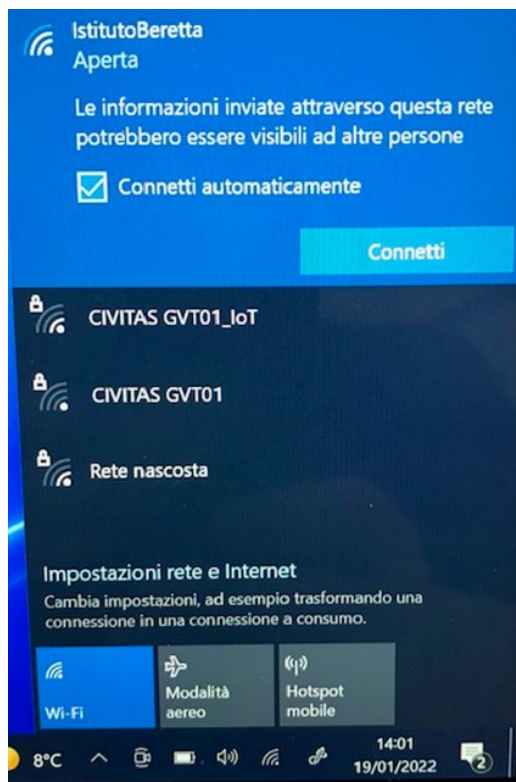 IstitutoBeretta
Aperta
Le informazioni inviate attraverso questa rete
potrebbero essere visibili ad altre persone
Connetti automaticamente
Connetti
CIVITAS GVT01_IoT
CIVITAS GVT01
Rete nascosta
Impostazioni rete e Internet
Cambia impostazioni, ad esempio trasformando una
connessione in una connessione a consumo.
Wi-Fi
Modalità
aereo
Hotspot
mobile
8°C
14:01
19/01/2022
2